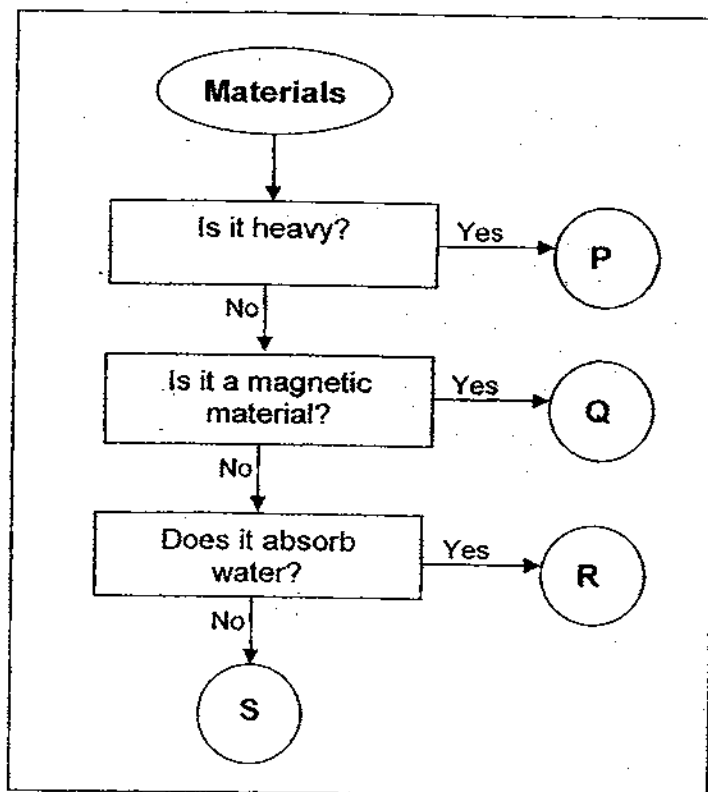 Materials
Is it heavy?
Yes
P
No
Is it a magnetic
material?
Yes
Q
No
Does it absorb
water?
Yes
R
No
S